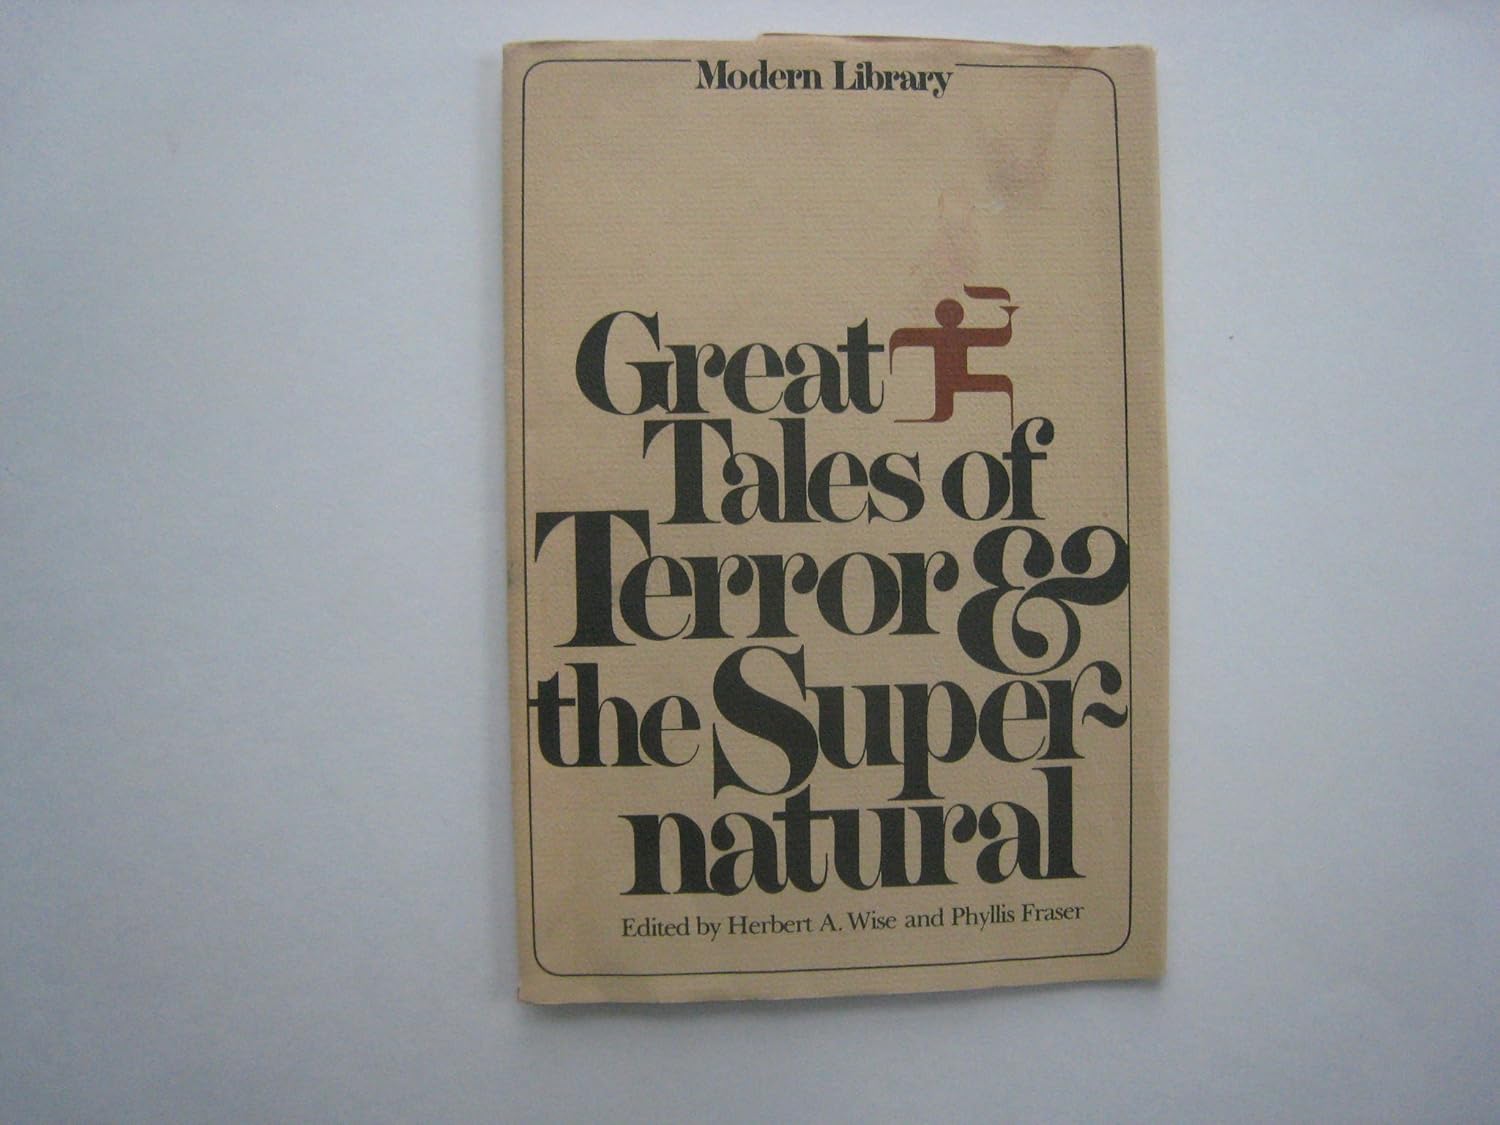 Modern Library
Great
Tales of
Terror &
the Super-
natural
Edited by Herbert A. Wise and Phyllis Fraser